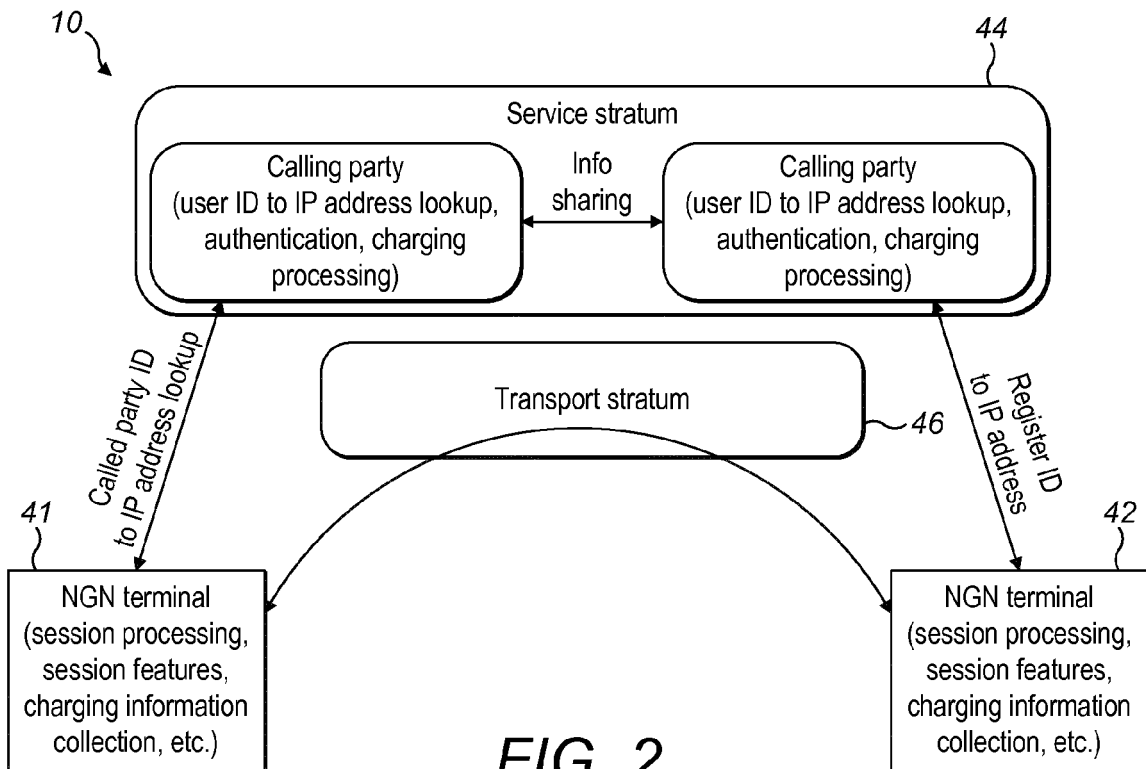 10
44
Service stratum
Calling party
(user ID to IP address lookup,
authentication, charging
processing)
Info
sharing
Calling party
(user ID to IP address lookup,
authentication, charging
processing)
Called party ID
to IP address lookup
Transport stratum
46
Register ID
to IP address
41
NGN terminal
(session processing,
session features,
charging information
collection, etc.)
42
NGN terminal
(session processing,
session features,
charging information
collection, etc.)
FIG. 2